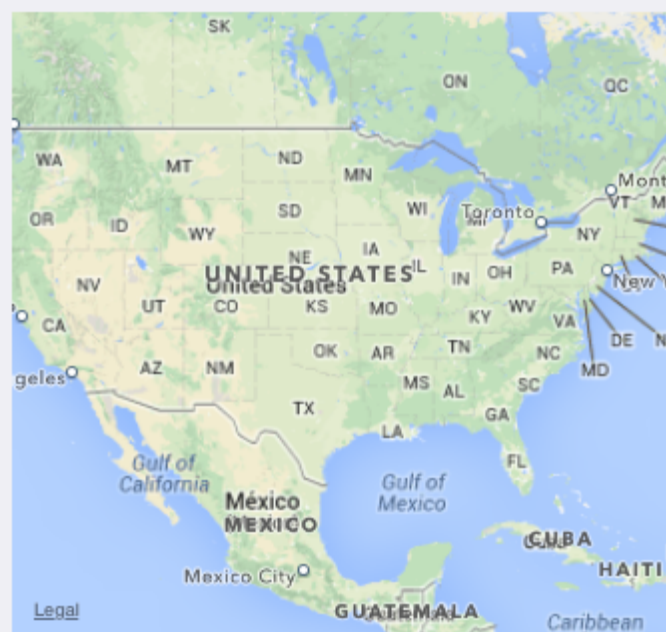 SK
ON
QC
WA
MT
ND
MN
Mont
VT
M
OR
ID
SD
WI
MI
Toronto
WY
NY
IA
NE
UNITED STATES
United States
IL
IN
OH
PA
New Y
NV
UT
CO
KS
MO
KY
WV
VA
CA
DE
N
AZ
NM
OK
AR
TN
NC
MD
geles
MS
AL
SC
TX
GA
LA
FL
Gulf of
California
Gulf of
Mexico
México
MEXICO
CUBA
HAITI
Mexico City
Legal
GUATEMALA
Guatemala
Caribbean